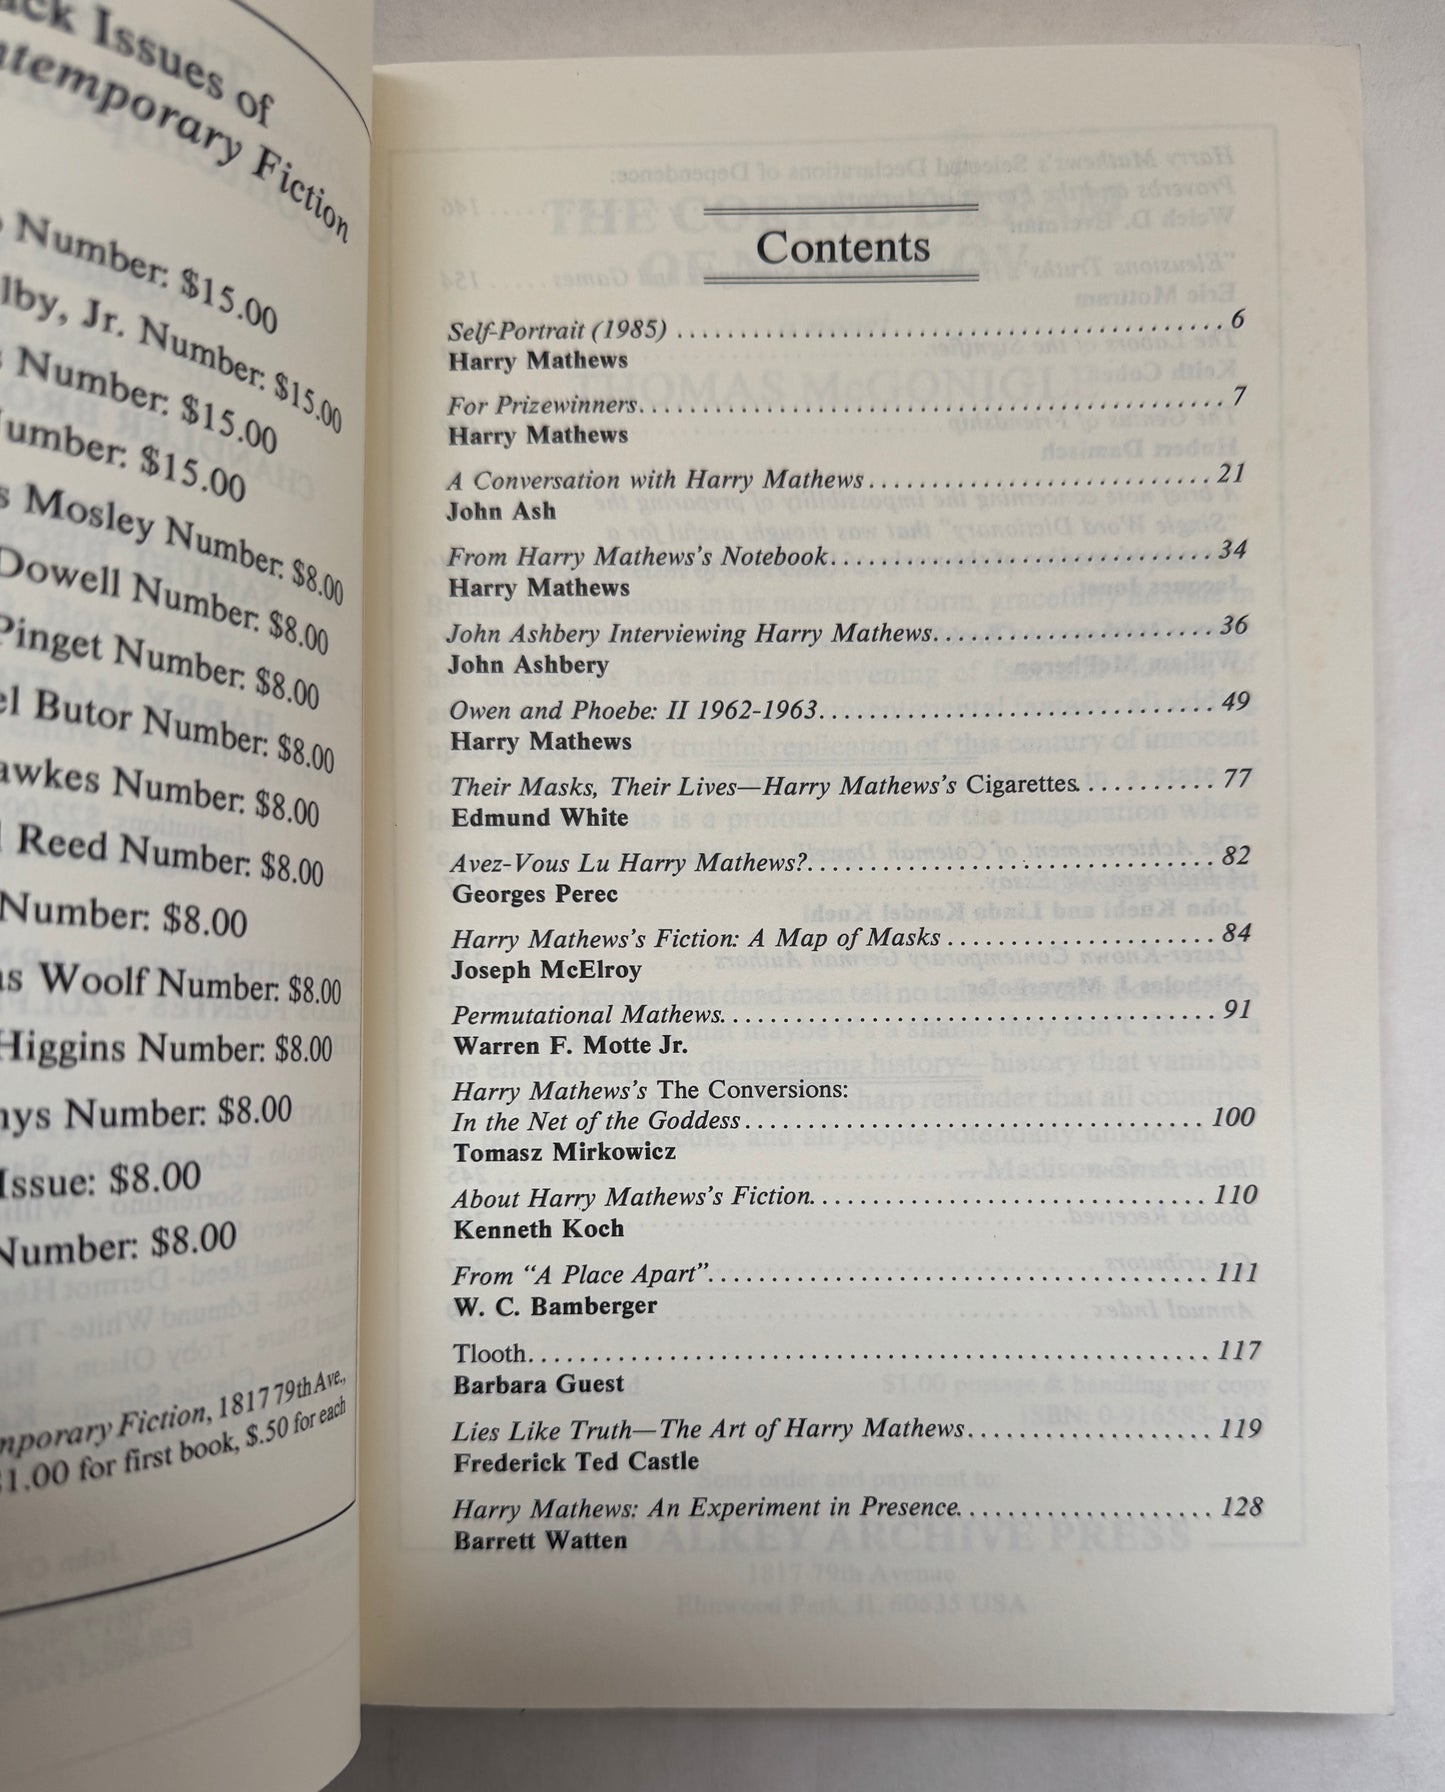 Issues of
Fiction
Number: $15.00
Jr. Number: $15.00
Number: $15.00
$15.00
Mosley Number: $8.00
Dowell Number: $8.00
Pinget Number: $8.00
Butor Number: $8.00
Number: $8.00
Reed Number: $8.00
Number: $8.00
Woolf Number: $8.00
Higgins Number: $8.00
Number: $8.00
Issue: $8.00
Number: $8.00
Fiction, 1817 79th Ave.,
$1.00 for first book, $.50 for each
Contents
Self-Portrait (1985) 6
Harry Mathews
For Prizewinners 7
Harry Mathews
A Conversation with Harry Mathews 21
John Ash
From Harry Mathews's Notebook 34
Harry Mathews
John Ashbery Interviewing Harry Mathews 36
John Ashbery
Owen and Phoebe: II 1962-1963 49
Harry Mathews
Their Masks, Their Lives—Harry Mathews's Cigarettes 77
Edmund White
Avez-Vous Lu Harry Mathews? 82
Georges Perec
Harry Mathews's Fiction: A Map of Masks 84
Joseph McElroy
Permutational Mathews 91
Warren F. Motte Jr.
Harry Mathews's The Conversions:
In the Net of the Goddess 100
Tomasz Mirkowicz
About Harry Mathews's Fiction 110
Kenneth Koch
From “A Place Apart” 111
W. C. Bamberger
Tlooth 117
Barbara Guest
Lies Like Truth—The Art of Harry Mathews 119
Frederick Ted Castle
Harry Mathews: An Experiment in Presence 128
Barrett Watten